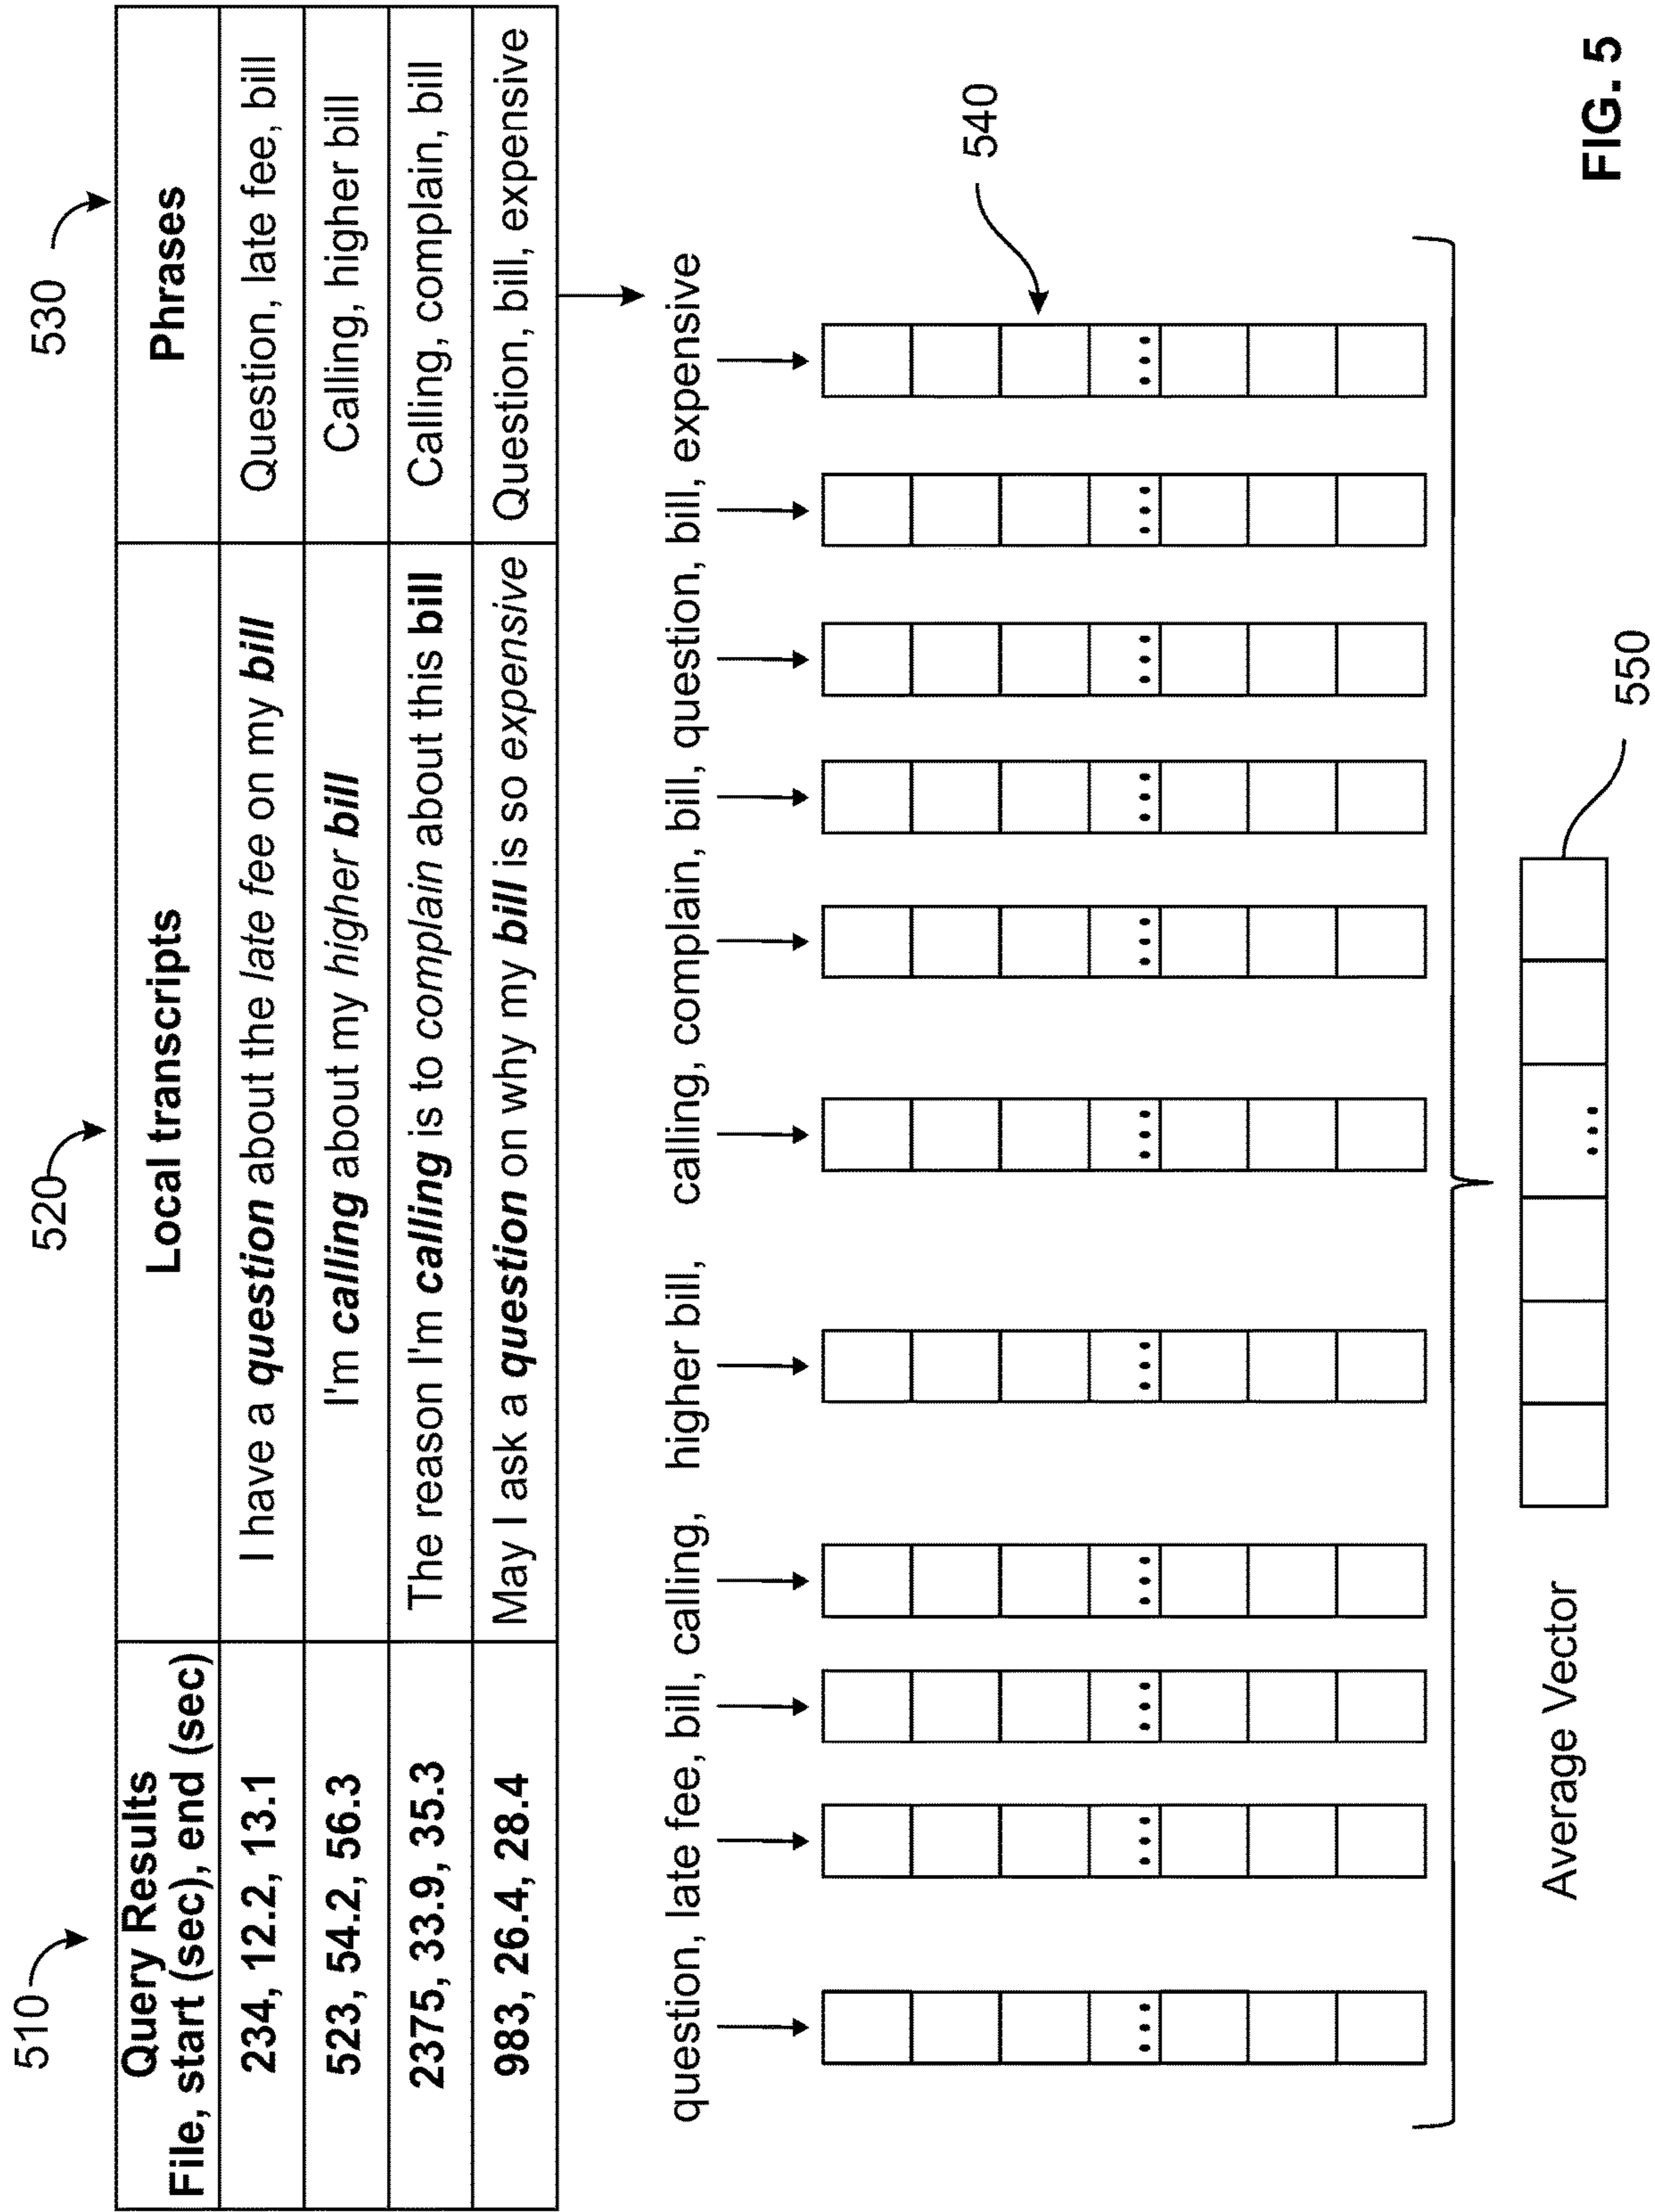 510
520
530
Query Results
File, start (sec), end (sec)
Local transcripts
Phrases
234, 12.2, 13.1
I have a question about the late fee on my bill
Question, late fee, bill
523, 54.2, 56.3
I'm calling about my higher bill
Calling, higher bill
2375, 33.9, 35.3
The reason I'm calling is to complain about this bill
Calling, complain, bill
983, 26.4, 28.4
May I ask a question on why my bill is so expensive
Question, bill, expensive
question, late fee, bill, calling, higher bill, calling, complain, bill, question, bill, expensive
...
...
...
...
...
...
...
...
...
...
...
540
Average Vector
...
550
FIG. 5